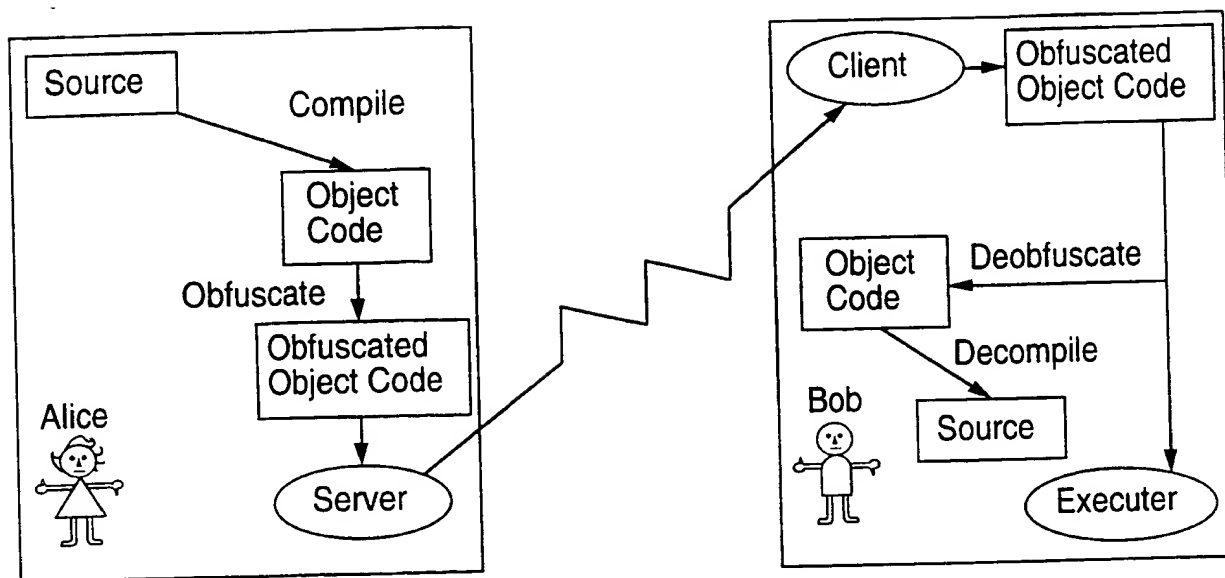 Source
Compile
Object
Code
Obfuscate
Obfuscated
Object Code
Alice
Server
Client
Obfuscated
Object Code
Object
Code
Deobfuscate
Decompile
Bob
Source
Executer